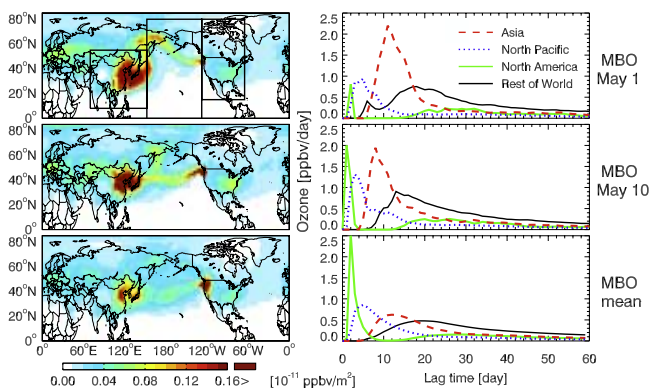 80°N
60°N
40°N
20°N
0°
80°N
60°N
40°N
20°N
0°
80°N
60°N
40°N
20°N
0°
0° 60°E 120°E 180° 120°W 60°W 0°
0.00 0.04 0.08 0.12 0.16> [10⁻¹¹ ppbv/m²]
Ozone [ppbv/day]
2.5
2.0
1.5
1.0
0.5
0.0
Asia
North Pacific
North America
Rest of World
MBO
May 1
2.5
2.0
1.5
1.0
0.5
0.0
MBO
May 10
2.5
2.0
1.5
1.0
0.5
0.0
MBO
mean
0 10 20 30 40 50 60
Lag time [day]